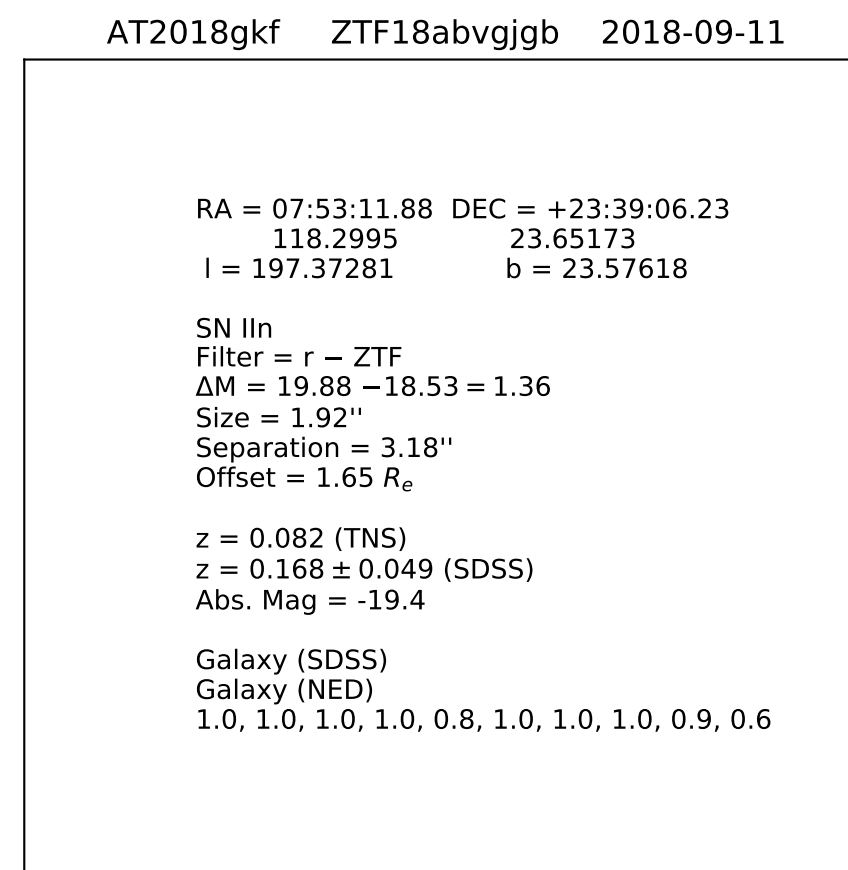 AT2018gkf ZTF18abvgjgb 2018-09-11
RA = 07:53:11.88 DEC = +23:39:06.23
118.2995 23.65173
l = 197.37281 b = 23.57618
SN IIn
Filter = r − ZTF
ΔM = 19.88 −18.53 = 1.36
Size = 1.92''
Separation = 3.18''
Offset = 1.65 Rₑ
z = 0.082 (TNS)
z = 0.168 ± 0.049 (SDSS)
Abs. Mag = -19.4
Galaxy (SDSS)
Galaxy (NED)
1.0, 1.0, 1.0, 1.0, 0.8, 1.0, 1.0, 1.0, 0.9, 0.6